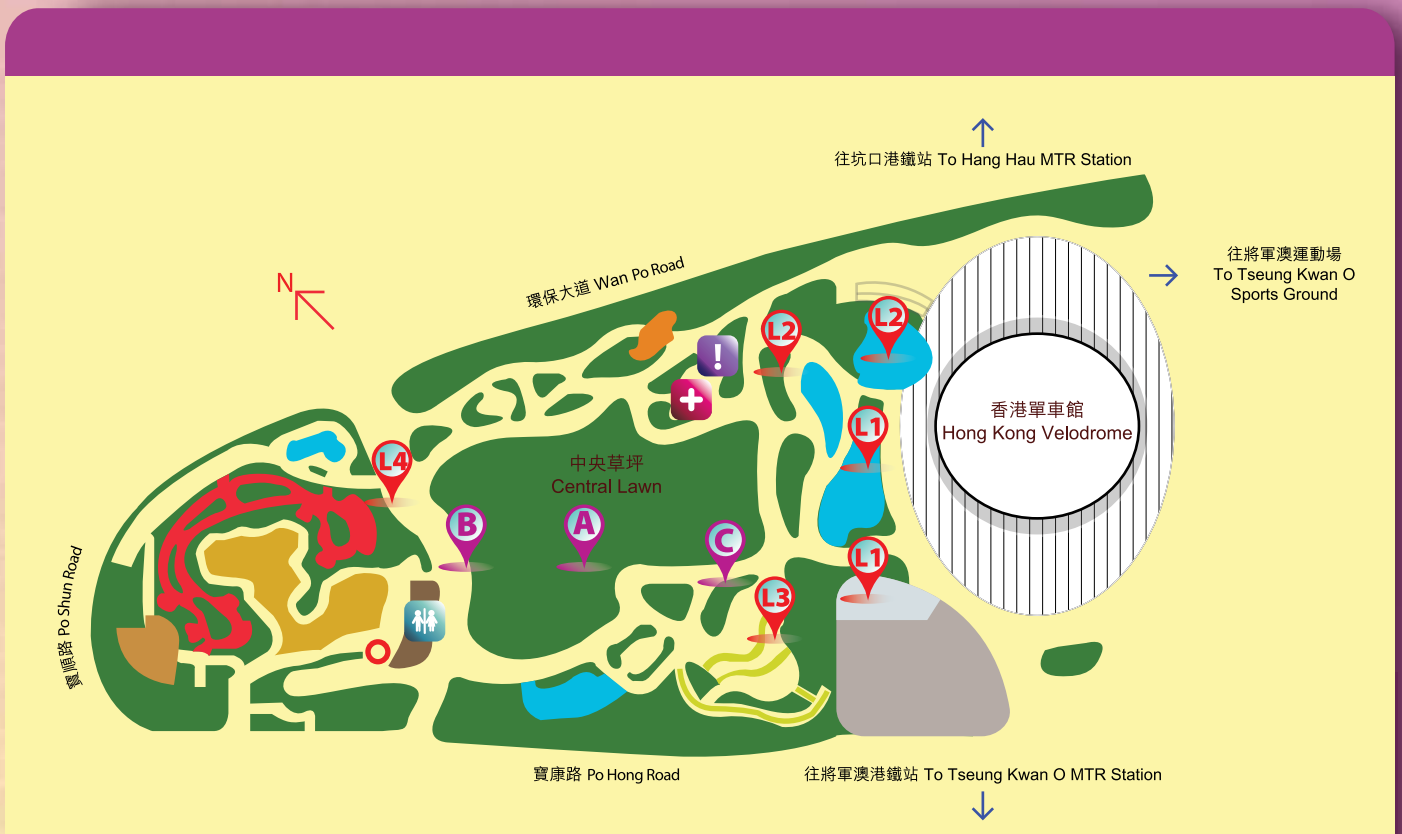 往坑口港鐵站 To Hang Hau MTR Station
往將軍澳運動場
To Tseung Kwan O
Sports Ground
環保大道 Wan Po Road
N
L2
L2
!
香港單車館
Hong Kong Velodrome
L1
中央草坪
Central Lawn
L4
B
A
C
L1
L3
寶順路 Po Shun Road
寶康路 Po Hong Road
往將軍澳港鐵站 To Tseung Kwan O MTR Station